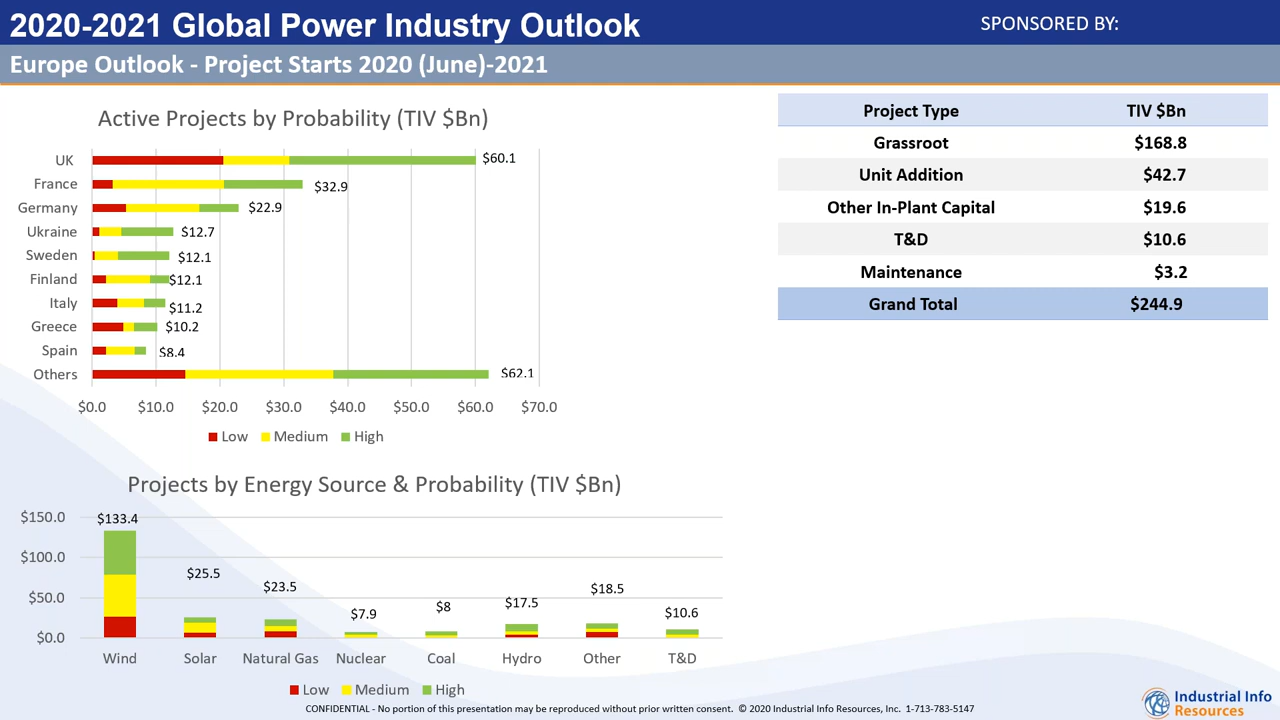 2020-2021 Global Power Industry Outlook
SPONSORED BY:
Europe Outlook - Project Starts 2020 (June)-2021
Active Projects by Probability (TIV $Bn)
UK $60.1
France $32.9
Germany $22.9
Ukraine $12.7
Sweden $12.1
Finland $12.1
Italy $11.2
Greece $10.2
Spain $8.4
Others $62.1
$0.0 $10.0 $20.0 $30.0 $40.0 $50.0 $60.0 $70.0
Low Medium High
Project Type TIV $Bn
Grassroot $168.8
Unit Addition $42.7
Other In-Plant Capital $19.6
T&D $10.6
Maintenance $3.2
Grand Total $244.9
Projects by Energy Source & Probability (TIV $Bn)
$150.0
$100.0
$50.0
$0.0
$133.4 $25.5 $23.5 $7.9 $8 $17.5 $18.5 $10.6
Wind Solar Natural Gas Nuclear Coal Hydro Other T&D
Low Medium High
CONFIDENTIAL - No portion of this presentation may be reproduced without prior written consent. © 2020 Industrial Info Resources, Inc. 1-713-783-5147
Industrial Info
Resources